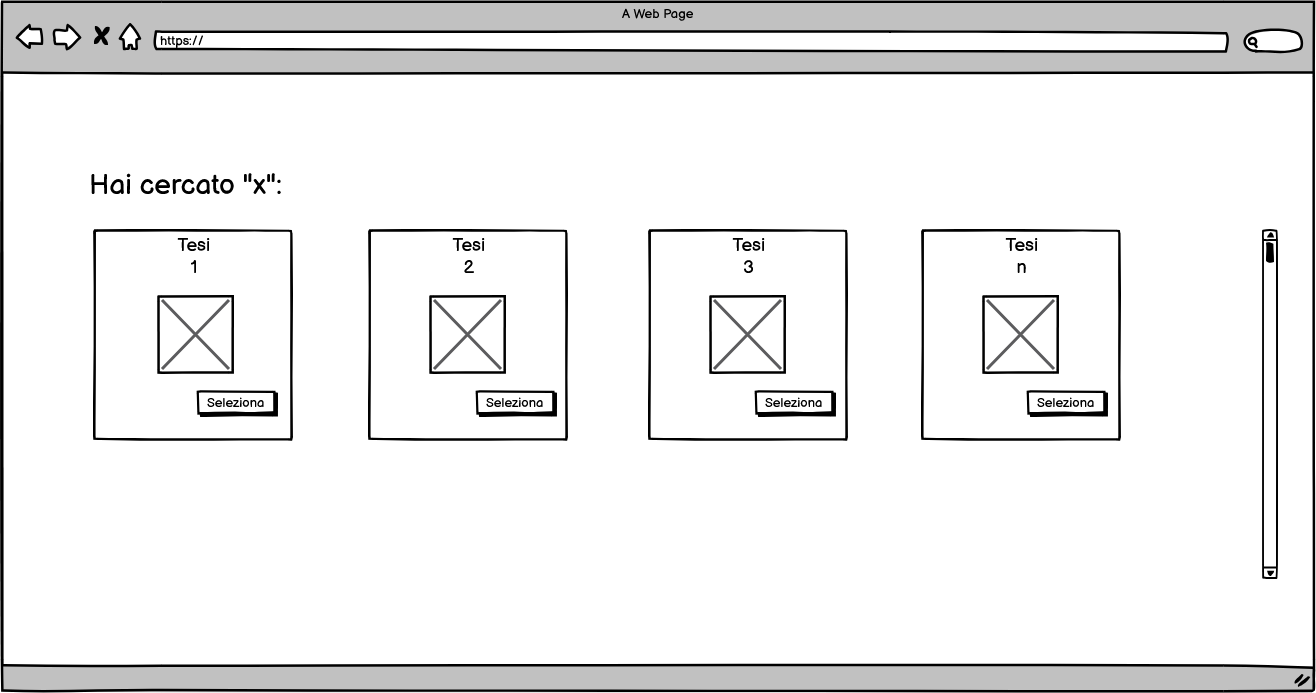 A Web Page
https://
Hai cercato "x":
Tesi
1
Seleziona
Tesi
2
Seleziona
Tesi
3
Seleziona
Tesi
n
Seleziona